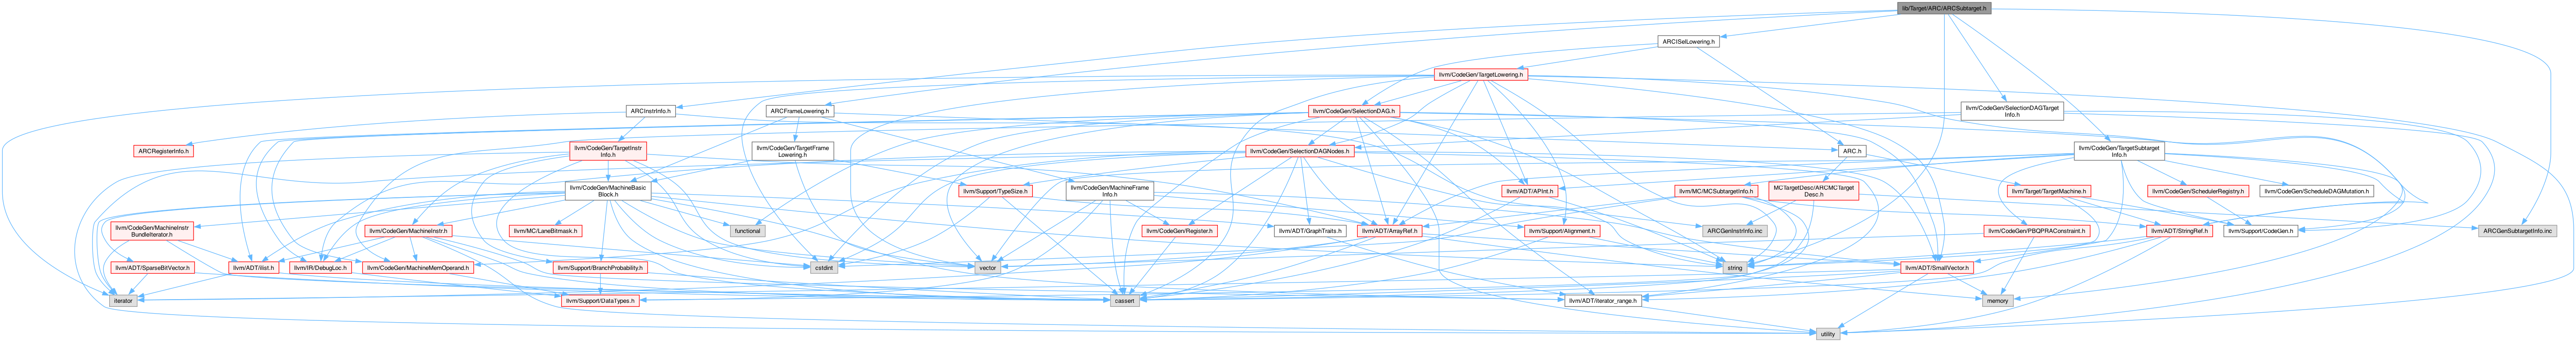 lib/Target/ARC/ARCSubtarget.h
ARCISelLowering.h
llvm/CodeGen/TargetLowering.h
ARCInstrInfo.h
ARCFrameLowering.h
llvm/CodeGen/SelectionDAG.h
llvm/CodeGen/SelectionDAGTarget
Info.h
ARCRegisterInfo.h
llvm/CodeGen/TargetInstr
Info.h
llvm/CodeGen/TargetFrame
Lowering.h
llvm/CodeGen/SelectionDAGNodes.h
ARC.h
llvm/CodeGen/TargetSubtarget
Info.h
llvm/CodeGen/MachineBasic
Block.h
llvm/Support/TypeSize.h
llvm/CodeGen/MachineFrame
Info.h
llvm/ADT/APInt.h
llvm/MC/MCSubtargetInfo.h
MCTargetDesc/ARCMCTarget
Desc.h
llvm/Target/TargetMachine.h
llvm/CodeGen/SchedulerRegistry.h
llvm/CodeGen/ScheduleDAGMutation.h
llvm/CodeGen/MachineInstr
BundleIterator.h
llvm/CodeGen/MachineInstr.h
llvm/MC/LaneBitmask.h
functional
llvm/ADT/GraphTraits.h
llvm/CodeGen/Register.h
llvm/ADT/ArrayRef.h
llvm/Support/Alignment.h
ARCGenInstrInfo.inc
llvm/CodeGen/PBQPRAConstraint.h
llvm/ADT/StringRef.h
llvm/Support/CodeGen.h
ARCGenSubtargetInfo.inc
llvm/ADT/SparseBitVector.h
llvm/ADT/ilist.h
llvm/IR/DebugLoc.h
llvm/CodeGen/MachineMemOperand.h
llvm/Support/BranchProbability.h
cstdint
vector
string
llvm/ADT/SmallVector.h
iterator
llvm/Support/DataTypes.h
cassert
llvm/ADT/iterator_range.h
memory
utility